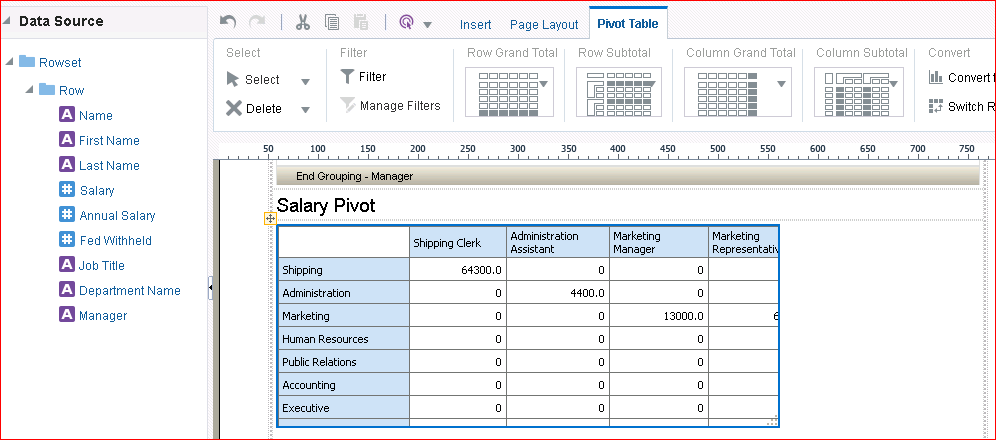 Data Source
Insert Page Layout Pivot Table
Select Filter Row Grand Total Row Subtotal Column Grand Total Column Subtotal Convert
Select Filter Convert t
Delete Manage Filters Switch R
Rowset
Row
Name
First Name
Last Name
Salary
Annual Salary
Fed Withheld
Job Title
Department Name
Manager
50 100 150 200 250 300 350 400 450 500 550 600 650 700 750
End Grouping - Manager
Salary Pivot
Shipping Clerk Administration Assistant Marketing Manager Marketing Representativ
Shipping 64300.0 0 0
Administration 0 4400.0 0
Marketing 0 0 13000.0 6
Human Resources 0 0 0
Public Relations 0 0 0
Accounting 0 0 0
Executive 0 0 0